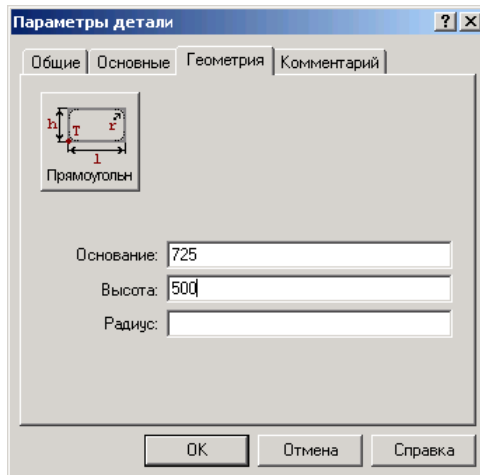 Параметры детали
Общие Основные Геометрия Комментарий
h T r
l
Прямоугольн
Основание: 725
Высота: 500
Радиус:
OK Отмена Справка